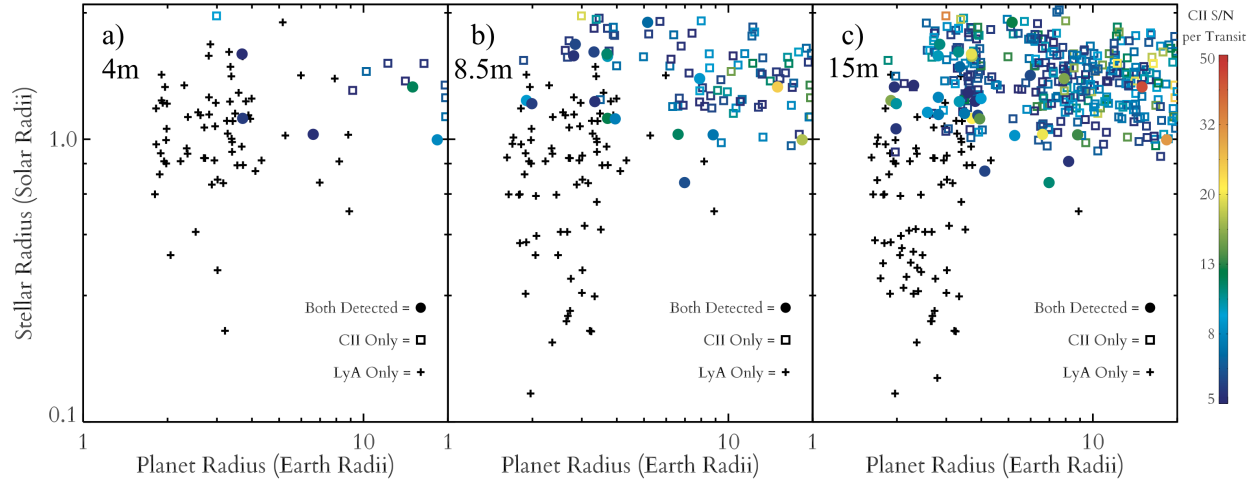 CII S/N
per Transit
a)
4m
b)
8.5m
c)
15m
50
32
20
13
8
5
1.0
0.1
Stellar Radius (Solar Radii)
Both Detected =
CII Only =
LyA Only =
Both Detected =
CII Only =
LyA Only =
Both Detected =
CII Only =
LyA Only =
1
10
1
10
1
10
Planet Radius (Earth Radii)
Planet Radius (Earth Radii)
Planet Radius (Earth Radii)